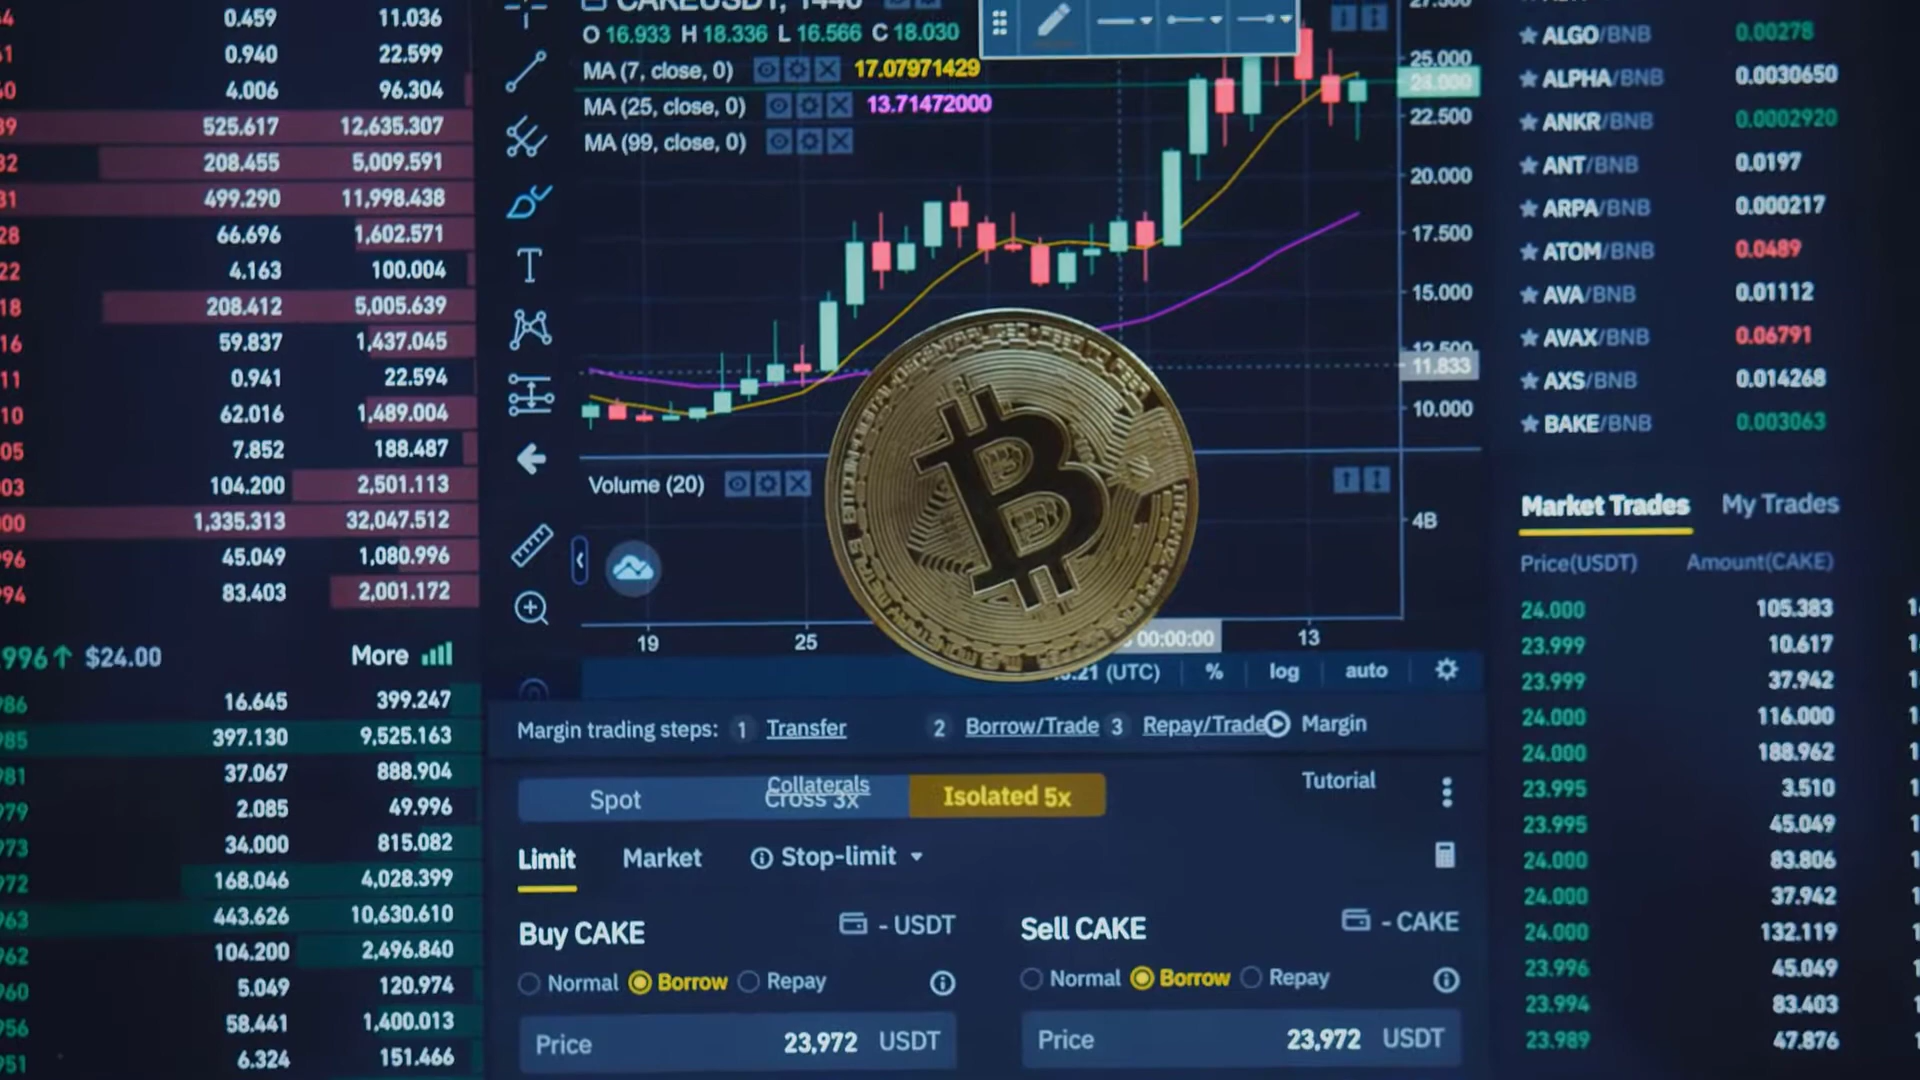 0.459 11.036
0.940 22.599
4.006 96.304
525.617 12,635.307
208.455 5,009.591
499.290 11,998.438
66.696 1,602.571
4.163 100.004
208.412 5,005.639
59.837 1,437.045
0.941 22.594
62.016 1,489.004
7.852 188.487
104.200 2,501.113
1,335.313 32,047.512
45.049 1,080.996
83.403 2,001.172
996↑ $24.00 More
16.645 399.247
397.130 9,525.163
37.067 888.904
2.085 49.996
34.000 815.082
168.046 4,028.399
443.626 10,630.610
104.200 2,496.840
5.049 120.974
58.441 1,400.013
6.324 151.466
CAKEUSDT, 1440
O 16.933 H 18.336 L 16.566 C 18.030
MA (7, close, 0) 17.07971429
MA (25, close, 0) 13.71472000
MA (99, close, 0)
25.000
24.000
22.500
20.000
17.500
15.000
12.500
11.833
10.000
Volume (20)
4B
19 25 00:00:00 13
21 (UTC) % log auto
Margin trading steps: 1 Transfer 2 Borrow/Trade 3 Repay/Trade Margin
Collaterals Tutorial
Spot Cross 3x Isolated 5x
Limit Market Stop-limit
Buy CAKE - USDT
Normal Borrow Repay
Price 23,972 USDT
Sell CAKE - CAKE
Normal Borrow Repay
Price 23,972 USDT
ALGO/BNB 0.00278
ALPHA/BNB 0.0030650
ANKR/BNB 0.0002920
ANT/BNB 0.0197
ARPA/BNB 0.000217
ATOM/BNB 0.0489
AVA/BNB 0.01112
AVAX/BNB 0.06791
AXS/BNB 0.014268
BAKE/BNB 0.003063
Market Trades My Trades
Price(USDT) Amount(CAKE)
24.000 105.383
23.999 10.617
23.999 37.942
24.000 116.000
24.000 188.962
23.995 3.510
23.995 45.049
24.000 83.806
24.000 37.942
24.000 132.119
23.996 45.049
23.994 83.403
23.989 47.876